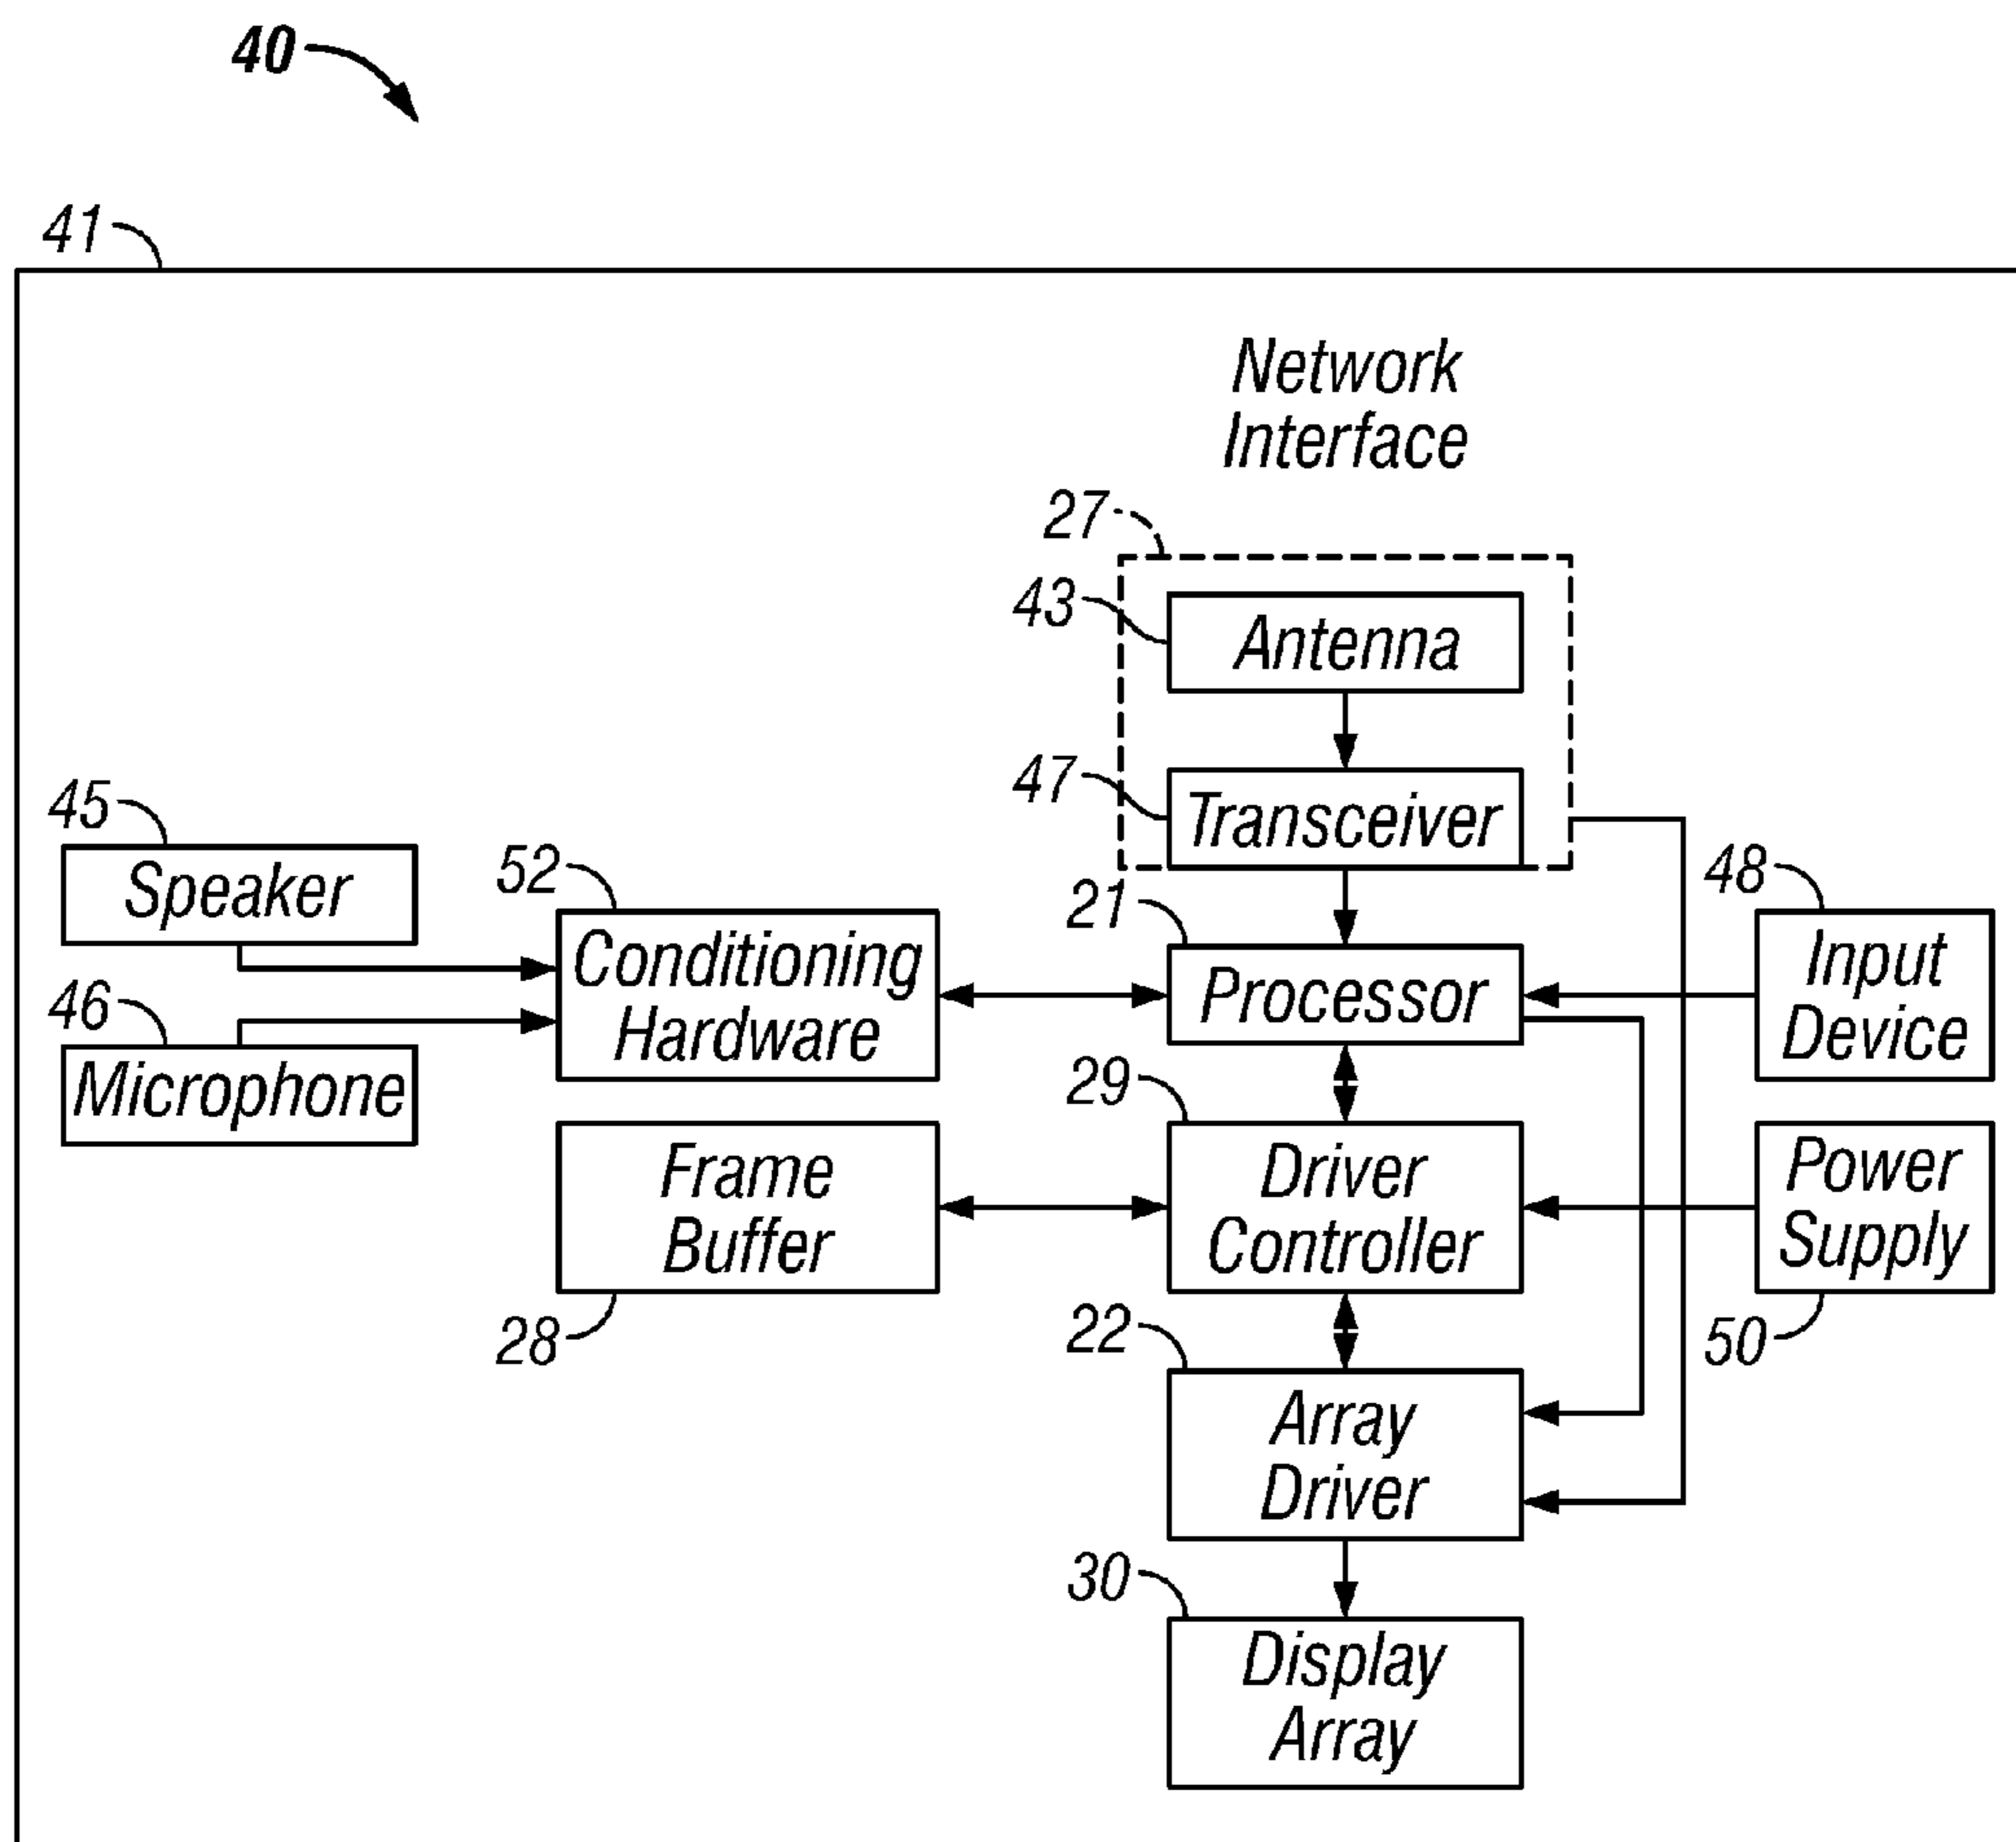 40
41
Network
Interface
27
43
Antenna
47
Transceiver
45
Speaker
52
Conditioning
Hardware
21
Processor
48
Input
Device
46
Microphone
29
Driver
Controller
Frame
Buffer
28
Power
Supply
50
22
Array
Driver
30
Display
Array